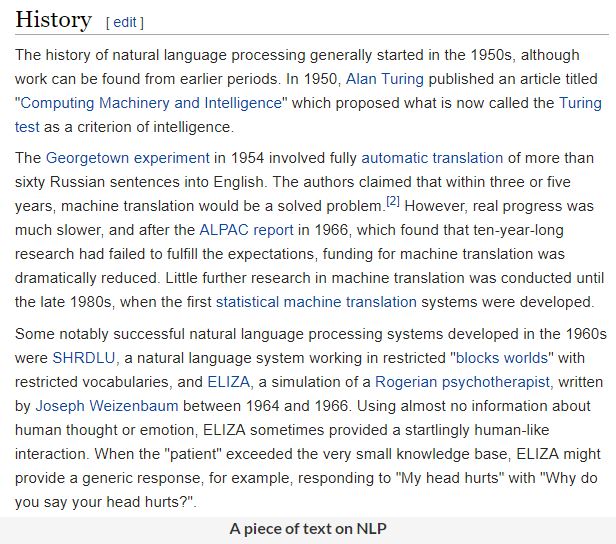 History [ edit ]
The history of natural language processing generally started in the 1950s, although
work can be found from earlier periods. In 1950, Alan Turing published an article titled
"Computing Machinery and Intelligence" which proposed what is now called the Turing
test as a criterion of intelligence.
The Georgetown experiment in 1954 involved fully automatic translation of more than
sixty Russian sentences into English. The authors claimed that within three or five
years, machine translation would be a solved problem.[2] However, real progress was
much slower, and after the ALPAC report in 1966, which found that ten-year-long
research had failed to fulfill the expectations, funding for machine translation was
dramatically reduced. Little further research in machine translation was conducted until
the late 1980s, when the first statistical machine translation systems were developed.
Some notably successful natural language processing systems developed in the 1960s
were SHRDLU, a natural language system working in restricted "blocks worlds" with
restricted vocabularies, and ELIZA, a simulation of a Rogerian psychotherapist, written
by Joseph Weizenbaum between 1964 and 1966. Using almost no information about
human thought or emotion, ELIZA sometimes provided a startlingly human-like
interaction. When the "patient" exceeded the very small knowledge base, ELIZA might
provide a generic response, for example, responding to "My head hurts" with "Why do
you say your head hurts?".
A piece of text on NLP